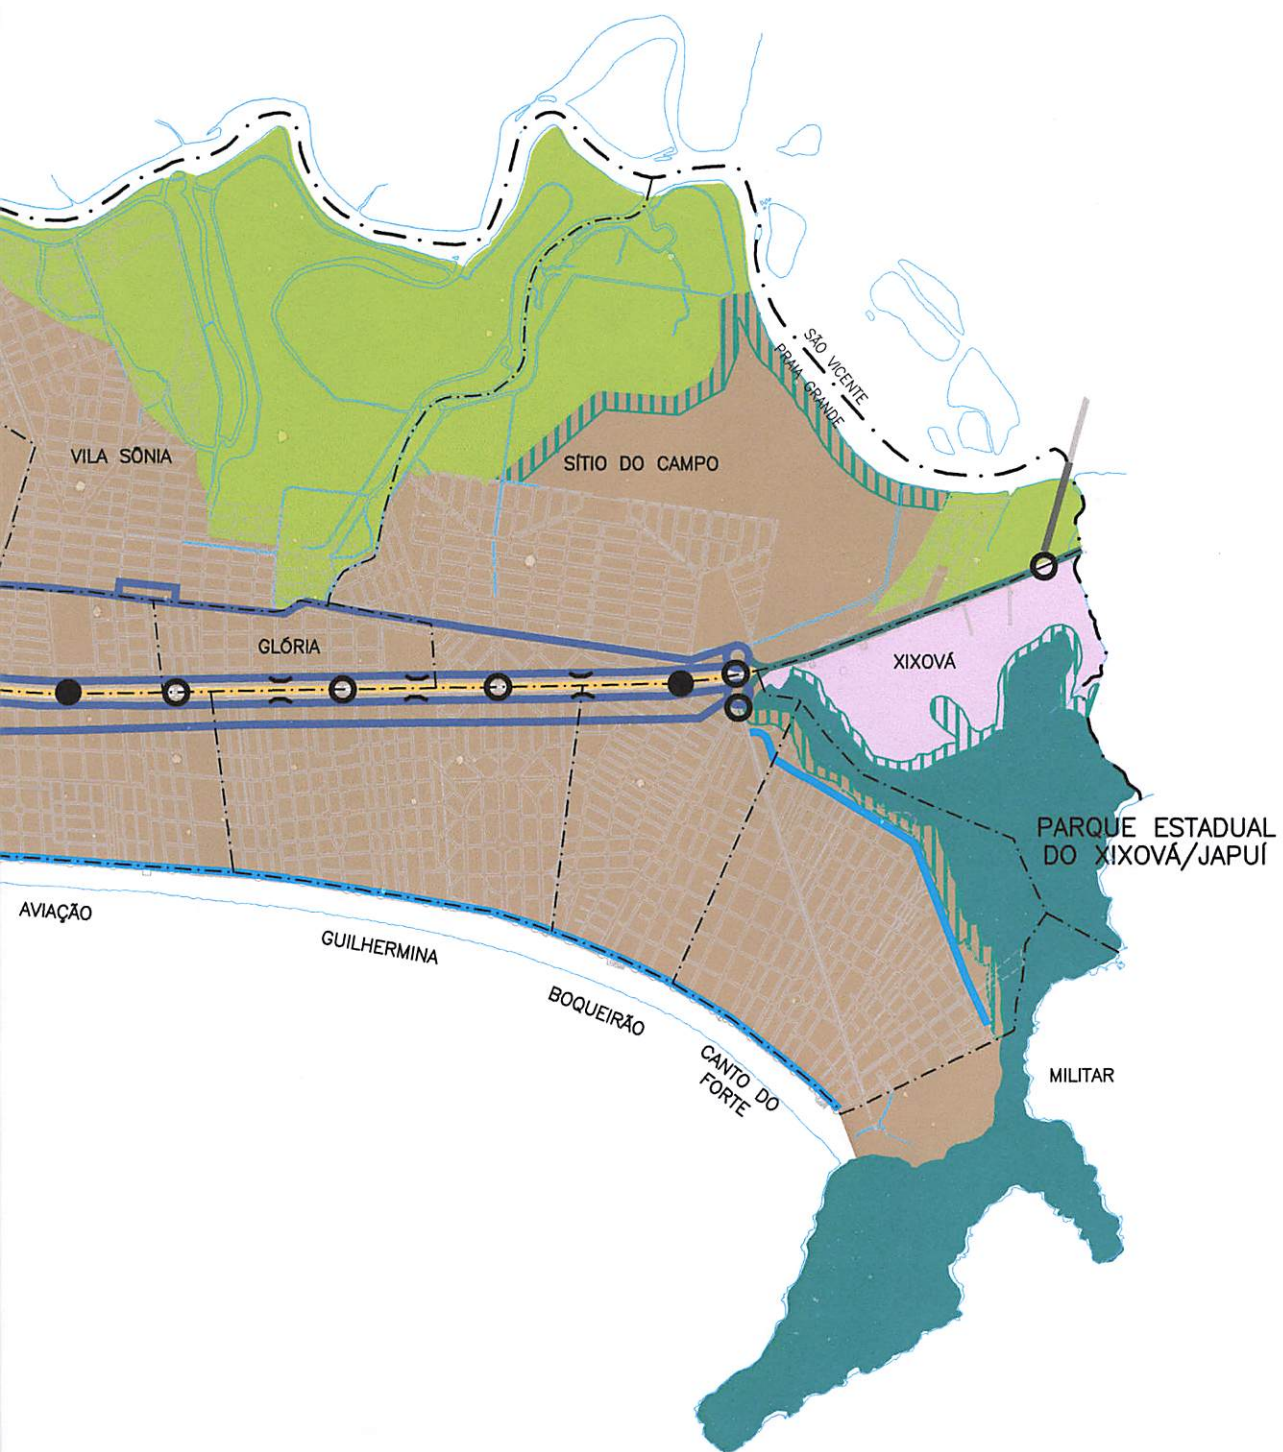 SÃO VICENTE
PRAIA GRANDE
VILA SÔNIA
SÍTIO DO CAMPO
GLÓRIA
XIXOVÁ
PARQUE ESTADUAL
DO XIXOVÁ/JAPUÍ
AVIAÇÃO
GUILHERMINA
BOQUEIRÃO
CANTO DO
FORTE
MILITAR